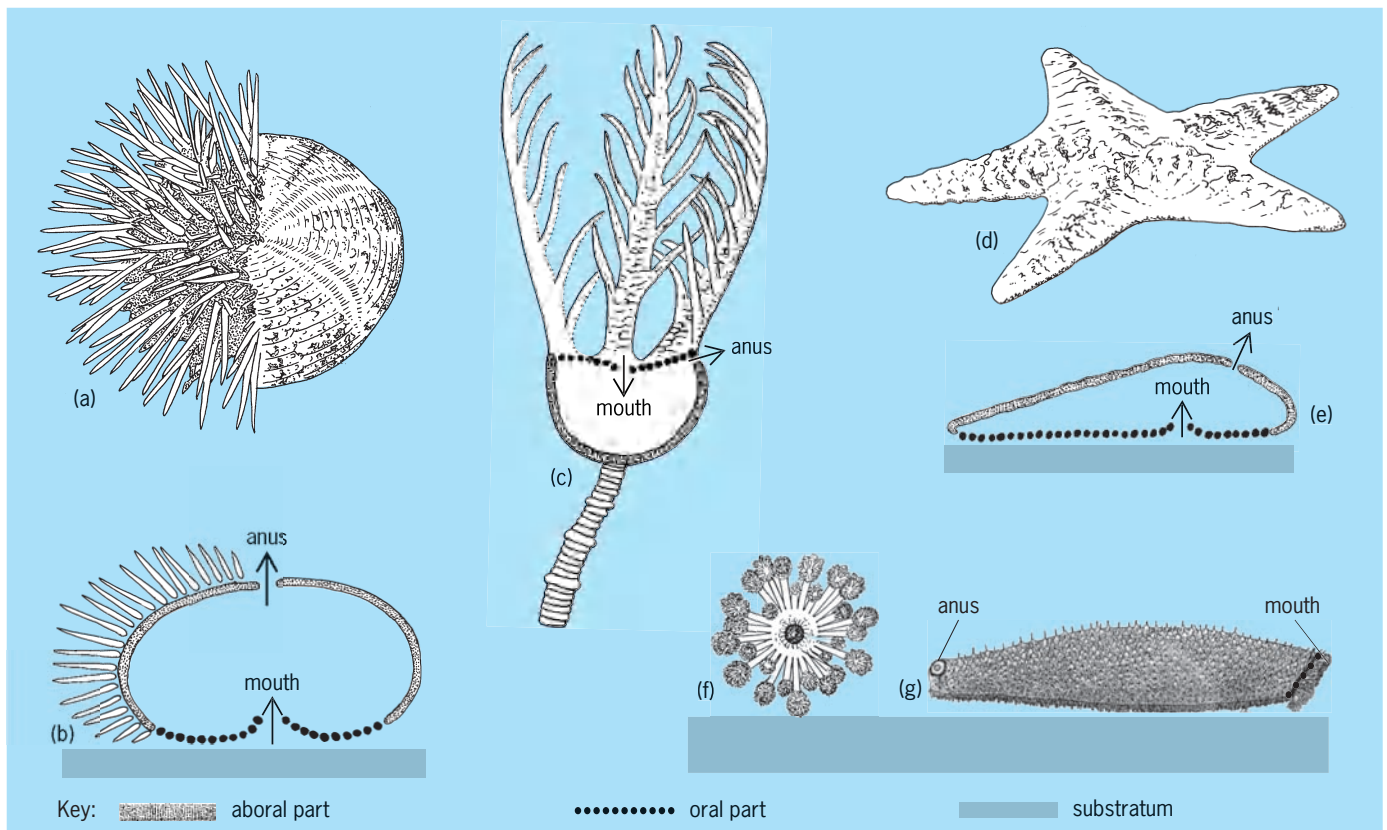 (a)
anus
mouth
(b)
anus
mouth
(c)
(d)
anus
mouth
(e)
(f)
anus
mouth
(g)
Key:
aboral part
oral part
substratum